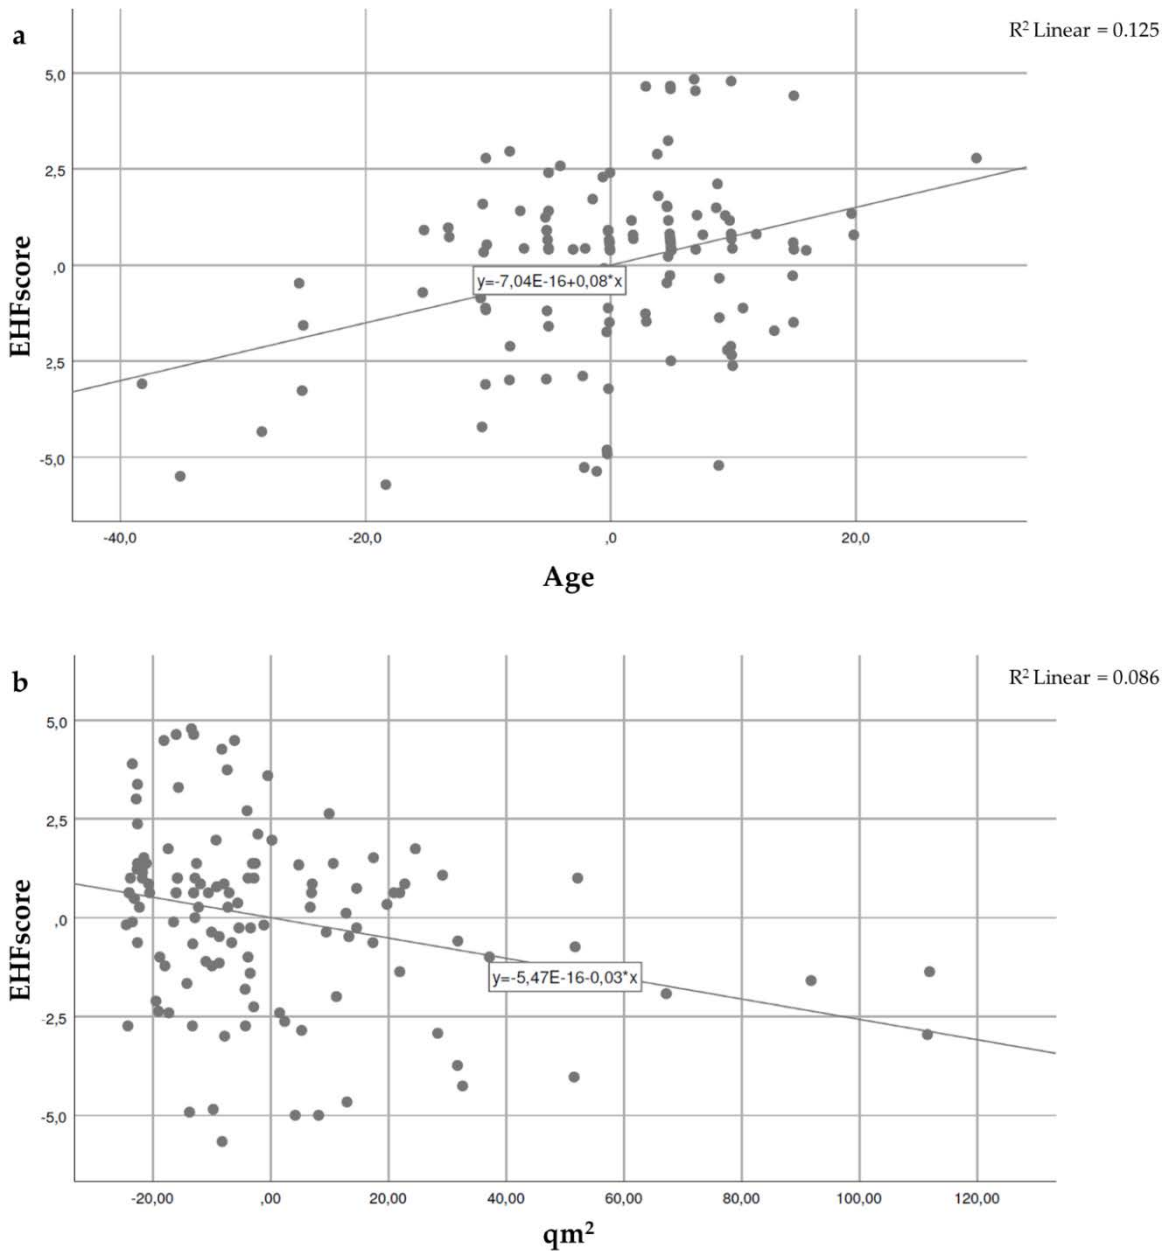 a
R² Linear = 0.125
5,0
2,5
,0
2,5
-5,0
EHFscore
y=-7,04E-16+0,08*x
-40,0 -20,0 ,0 20,0
Age
b
R² Linear = 0.086
5,0
2,5
,0
-2,5
-5,0
EHFscore
y=-5,47E-16-0,03*x
-20,00 ,00 20,00 40,00 60,00 80,00 100,00 120,00
qm²